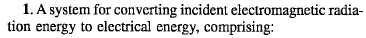 1. A system for converting incident electromagnetic radia-
tion energy to electrical energy, comprising: